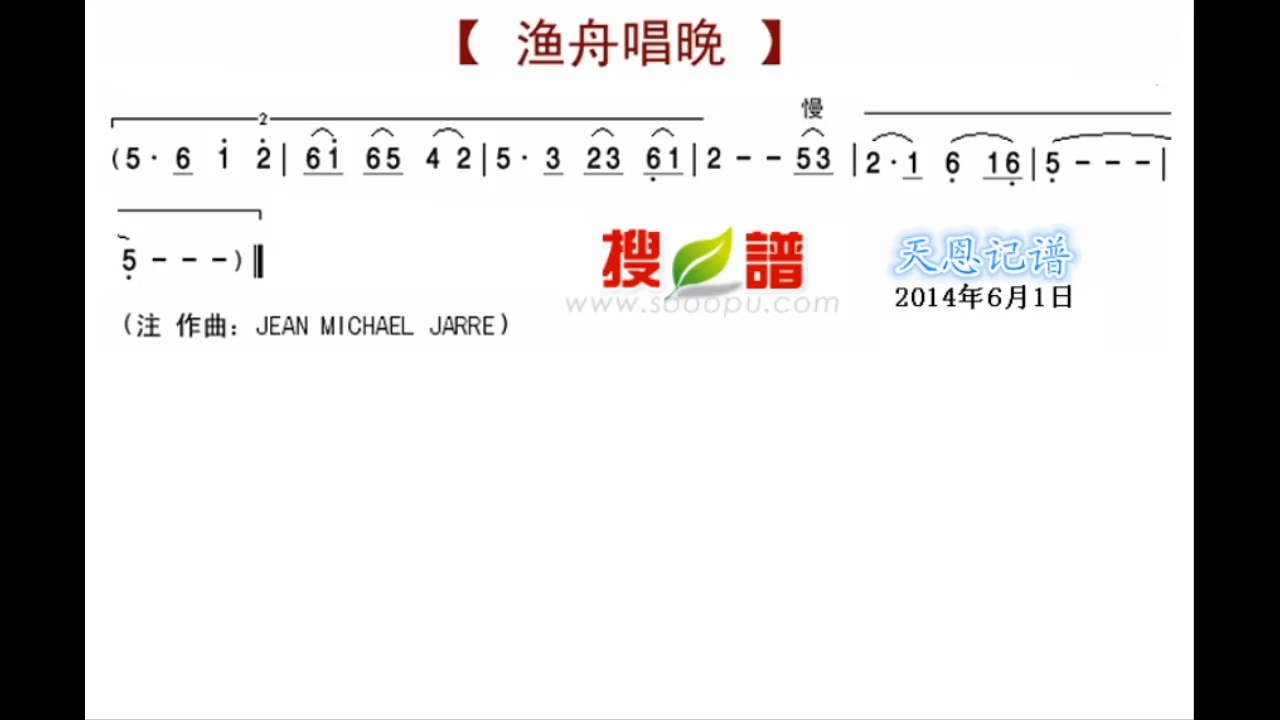 【 渔舟唱晚 】
2 慢
(5· 6 1 2 | 61 65 4 2 | 5· 3 23 61 | 2 - - 53 | 2·1 6 16 | 5 - - - |
5 - - - ) ‖
搜谱
www.sooopu.com
天恩记谱
2014年6月1日
(注 作曲: JEAN MICHAEL JARRE)